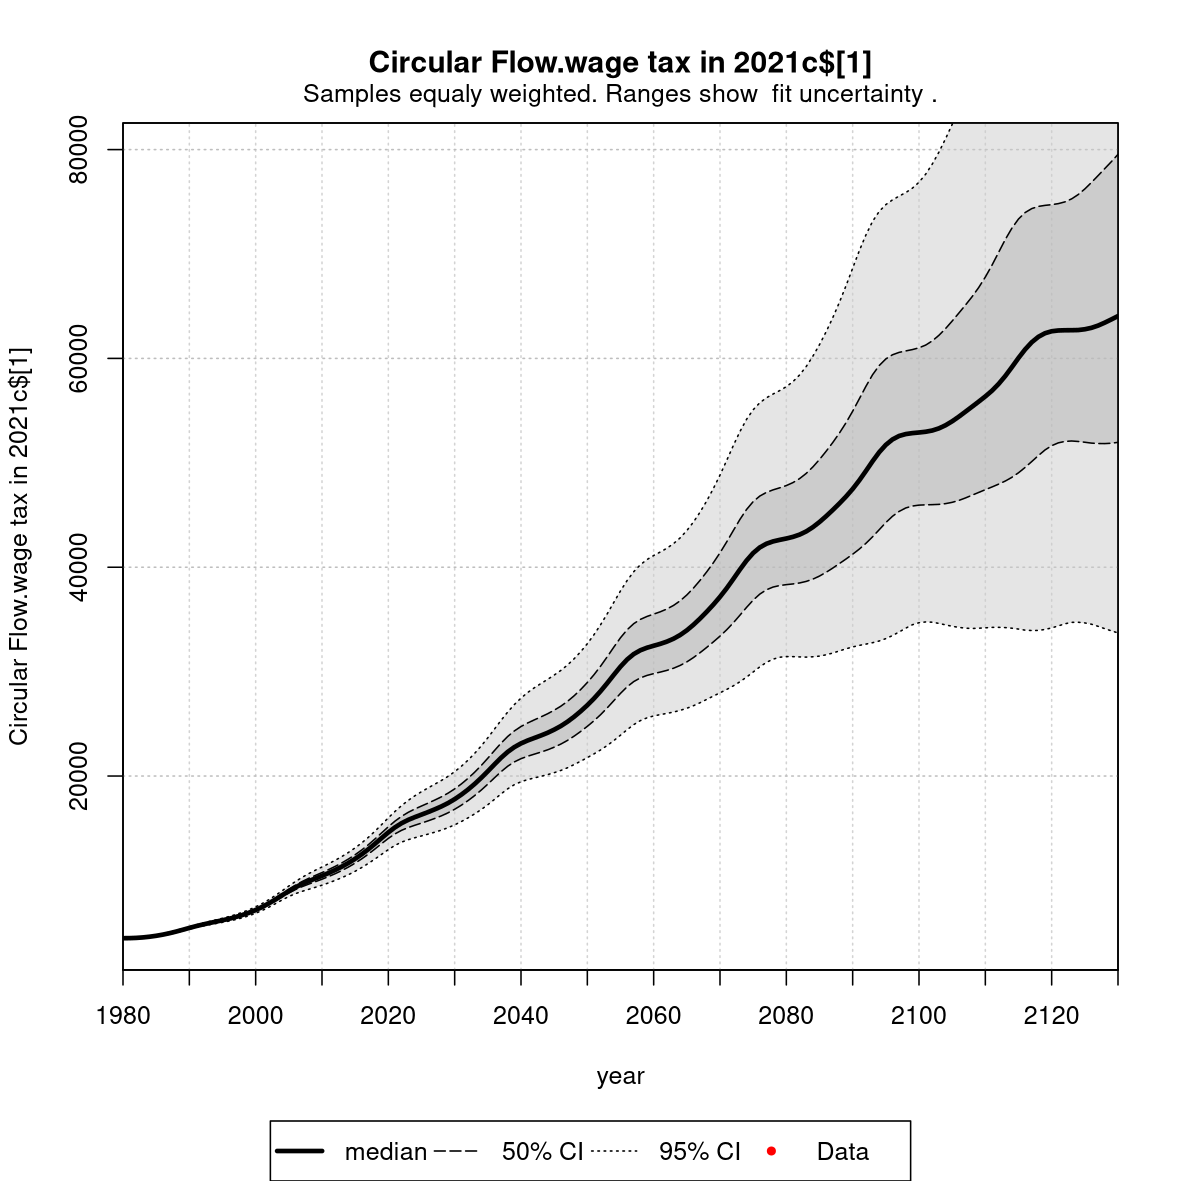 Circular Flow.wage tax in 2021c$[1]
Samples equaly weighted. Ranges show  fit uncertainty .
Circular Flow.wage tax in 2021c$[1]
80000
60000
40000
20000
1980 2000 2020 2040 2060 2080 2100 2120
year
median 50% CI 95% CI Data